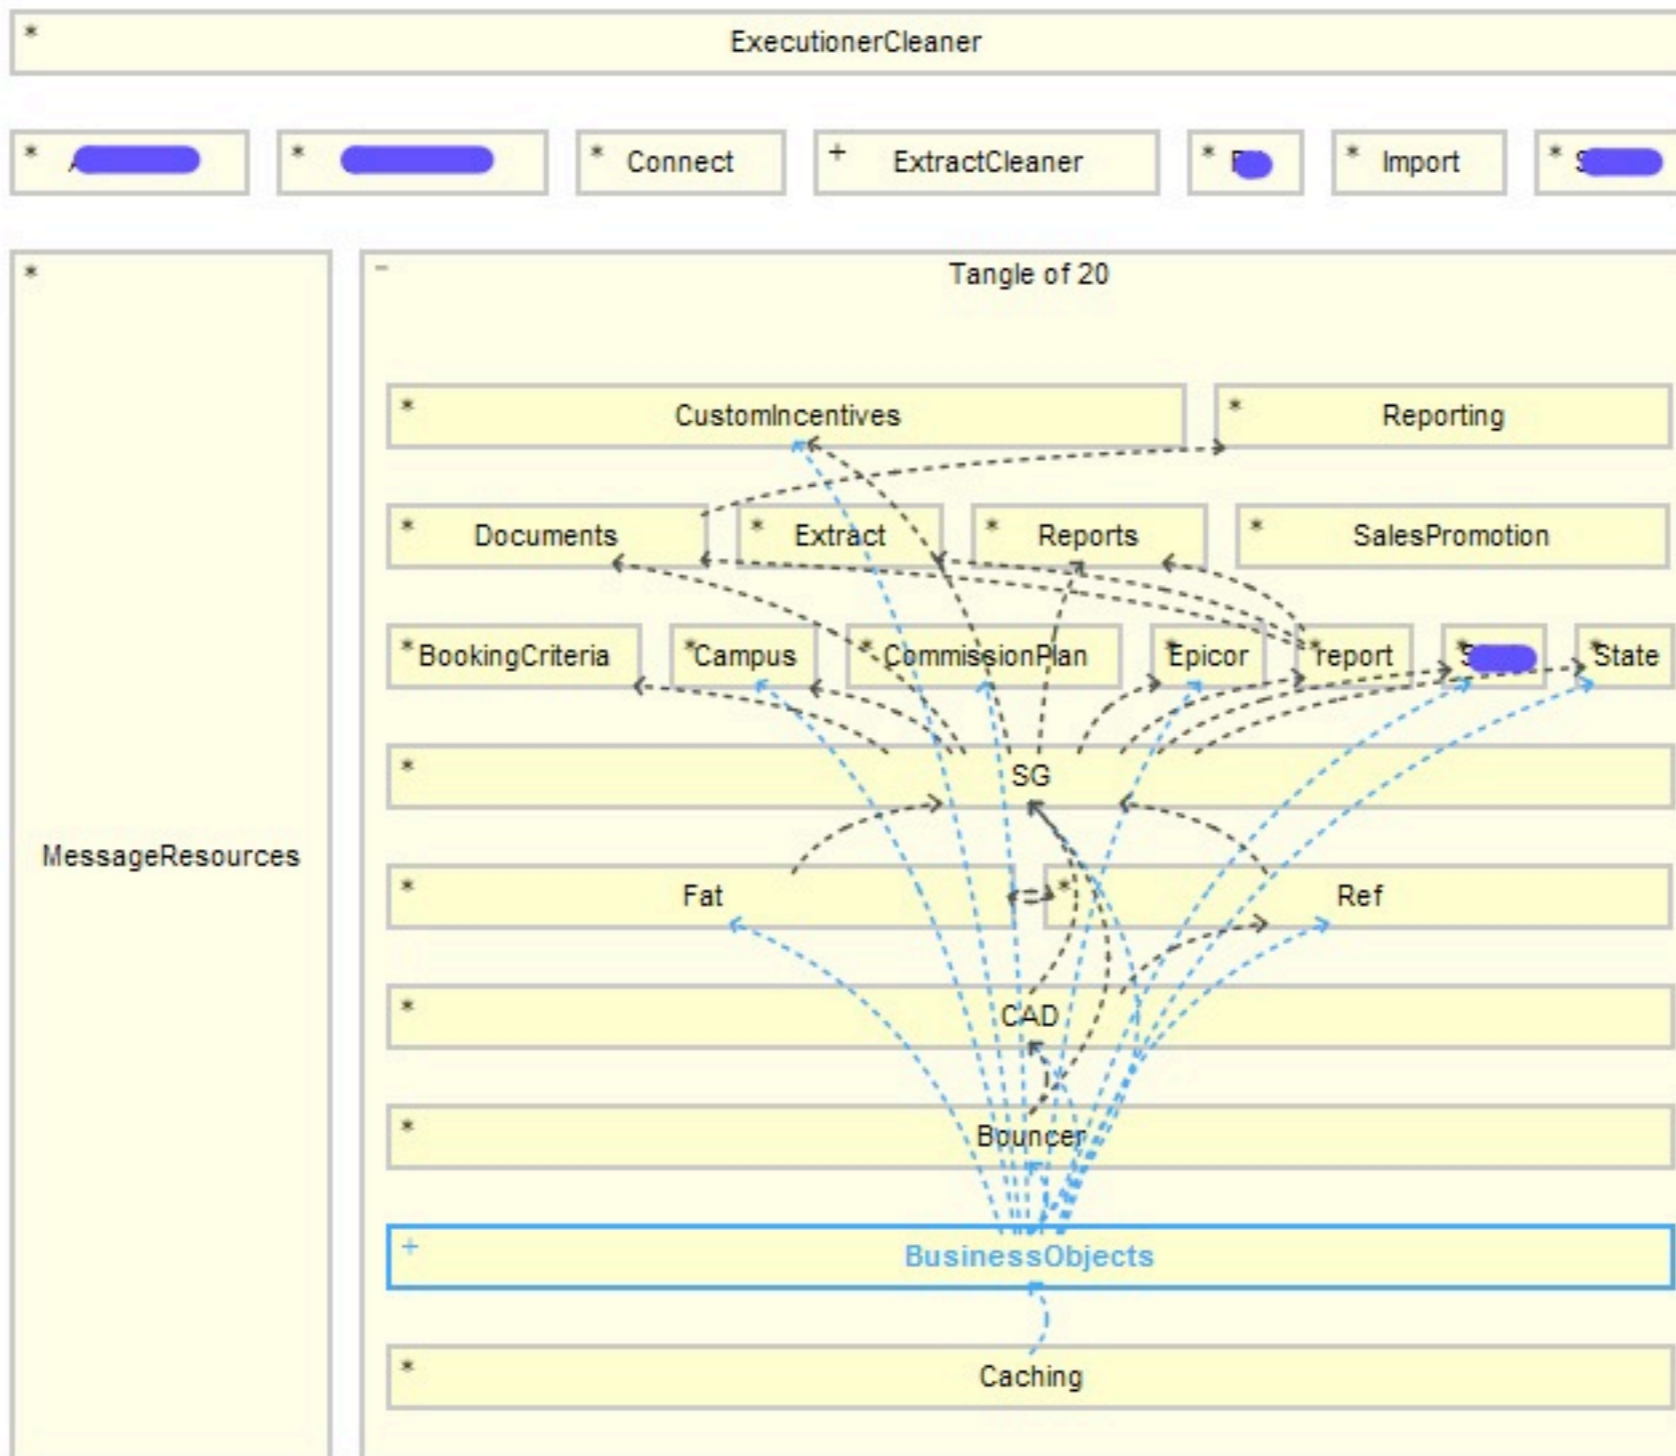 * ExecutionerCleaner
* * * Connect + ExtractCleaner * * Import *
* - Tangle of 20
* CustomIncentives * Reporting
* Documents * Extract * Reports * SalesPromotion
* BookingCriteria * Campus * CommissionPlan * Epicor * report * * State
* SG
MessageResources
* Fat * Ref
* CAD
* Bouncer
+ BusinessObjects
* Caching